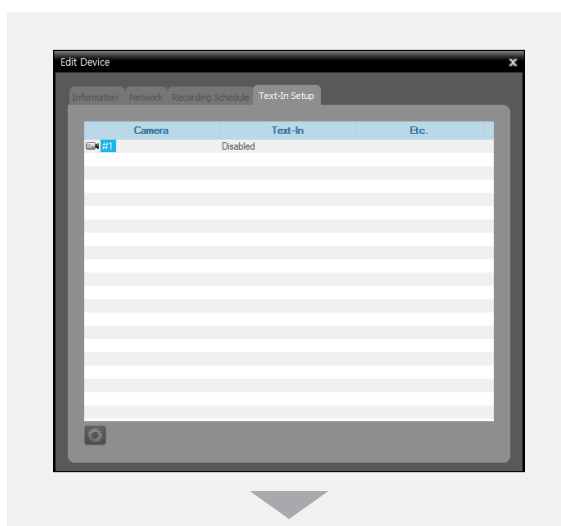 Edit Device x
Information Network Recording Schedule Text-In Setup
Camera Text-In Etc.
#1 Disabled